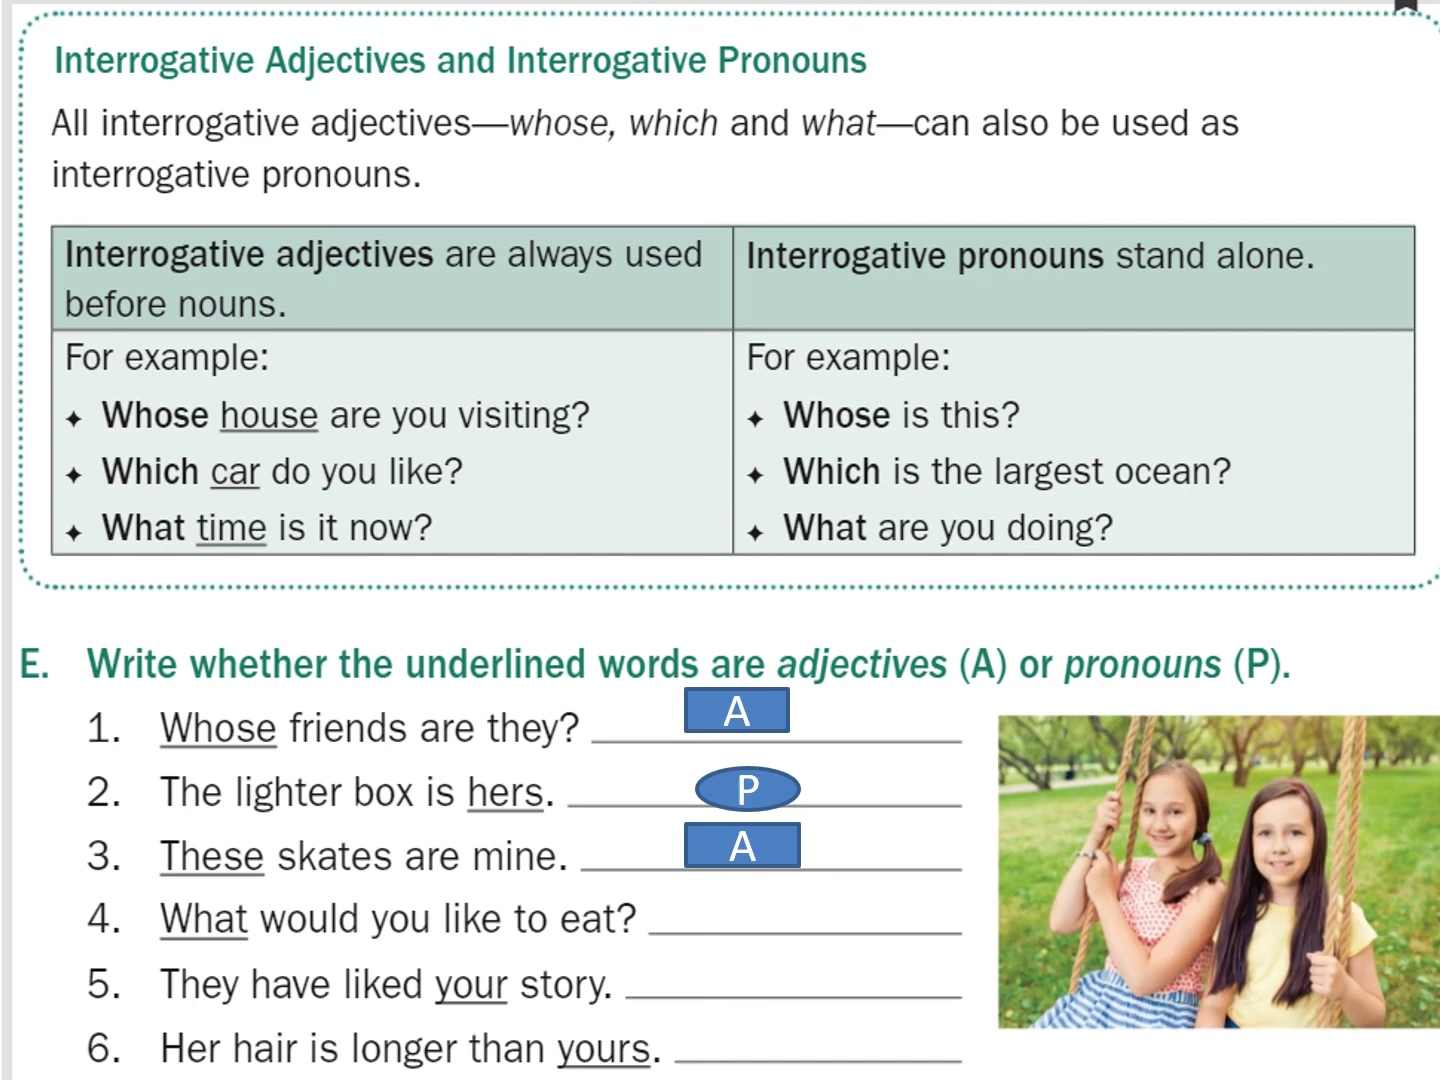 Interrogative Adjectives and Interrogative Pronouns
All interrogative adjectives—whose, which and what—can also be used as
interrogative pronouns.
Interrogative adjectives are always used
before nouns.
Interrogative pronouns stand alone.
For example:
✦ Whose house are you visiting?
✦ Which car do you like?
✦ What time is it now?
For example:
✦ Whose is this?
✦ Which is the largest ocean?
✦ What are you doing?
E. Write whether the underlined words are adjectives (A) or pronouns (P).
1. Whose friends are they? A
2. The lighter box is hers. P
3. These skates are mine. A
4. What would you like to eat?
5. They have liked your story.
6. Her hair is longer than yours.